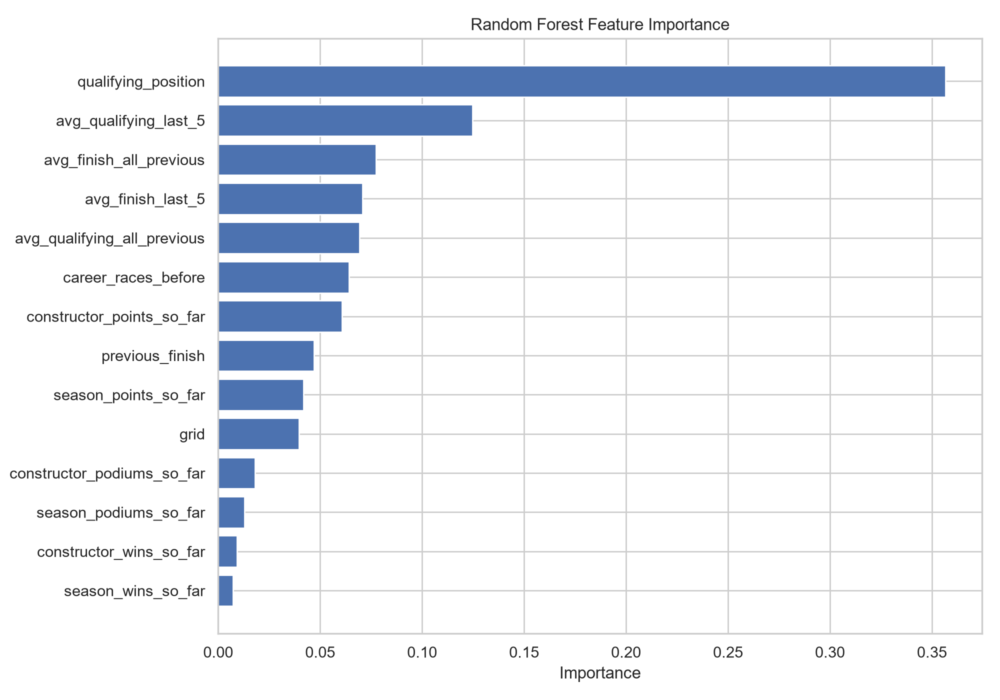 Random Forest Feature Importance
qualifying_position
avg_qualifying_last_5
avg_finish_all_previous
avg_finish_last_5
avg_qualifying_all_previous
career_races_before
constructor_points_so_far
previous_finish
season_points_so_far
grid
constructor_podiums_so_far
season_podiums_so_far
constructor_wins_so_far
season_wins_so_far
0.00 0.05 0.10 0.15 0.20 0.25 0.30 0.35
Importance